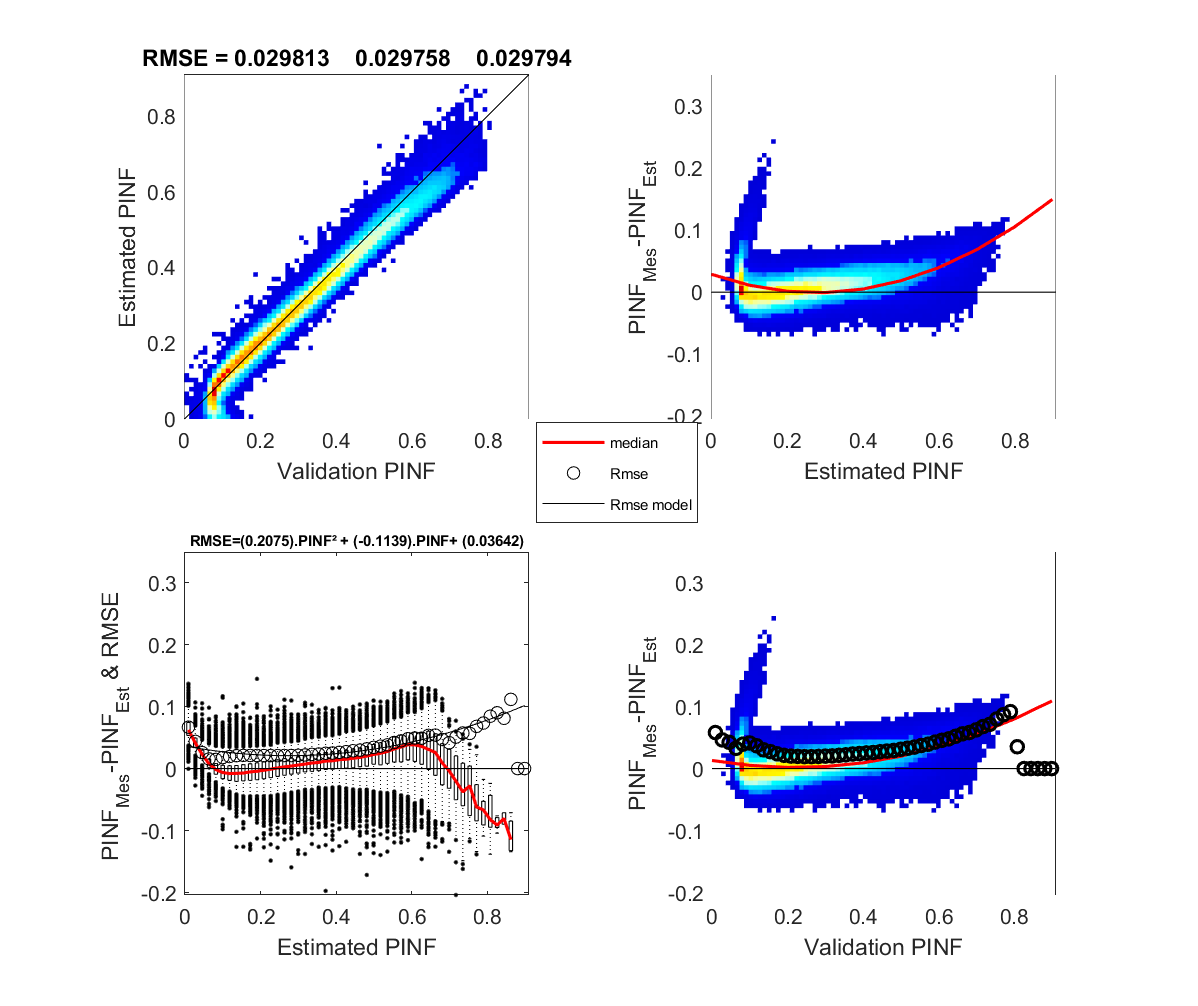 RMSE = 0.029813 0.029758 0.029794
0.8
0.6
0.4
0.2
0
Estimated PINF
0 0.2 0.4 0.6 0.8
Validation PINF
0.3
0.2
0.1
0
-0.1
-0.2
PINF_Mes-PINF_Est
0 0.2 0.4 0.6 0.8
Estimated PINF
median
Rmse
Rmse model
RMSE=(0.2075).PINF² + (-0.1139).PINF+ (0.03642)
0.3
0.2
0.1
0
-0.1
-0.2
PINF_Mes-PINF_Est & RMSE
0 0.2 0.4 0.6 0.8
Estimated PINF
0.3
0.2
0.1
0
-0.1
-0.2
PINF_Mes-PINF_Est
0 0.2 0.4 0.6 0.8
Validation PINF